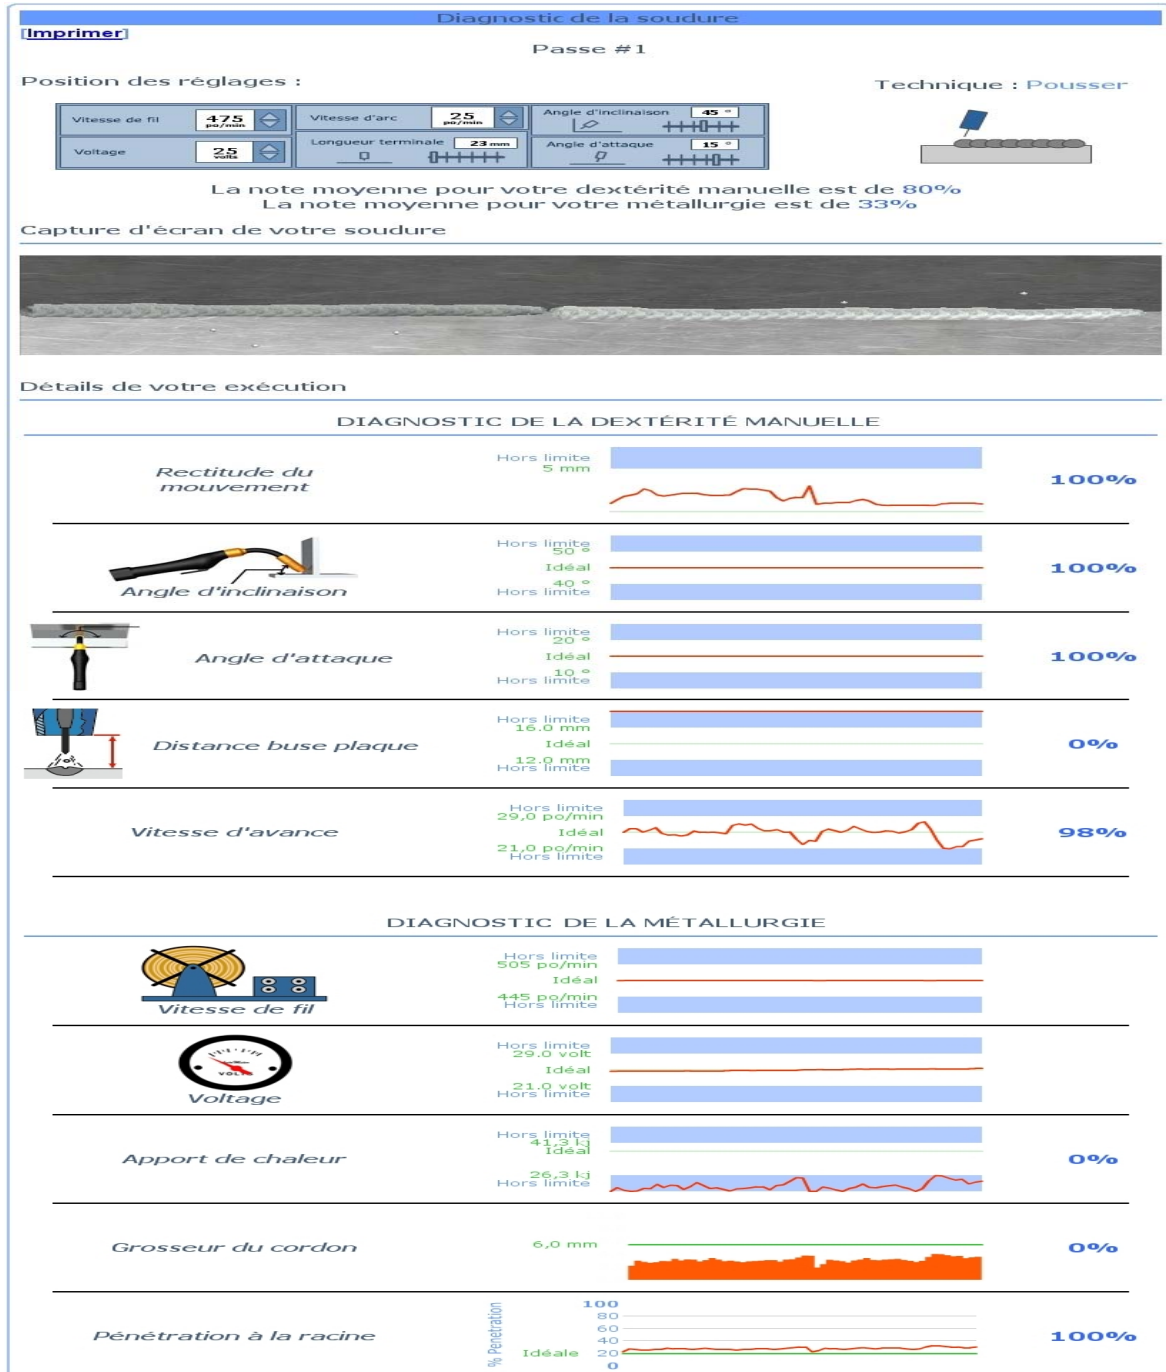 Diagnostic de la soudure
[Imprimer]
Passe #1
Position des réglages :
Technique : Pousser
Vitesse de fil 475 po/min
Vitesse d'arc 25 po/min
Angle d'inclinaison 45 °
Voltage 25 volts
Longueur terminale 23 mm
Angle d'attaque 15 °
La note moyenne pour votre dextérité manuelle est de 80%
La note moyenne pour votre métallurgie est de 33%
Capture d'écran de votre soudure
Détails de votre exécution
DIAGNOSTIC DE LA DEXTÉRITÉ MANUELLE
Rectitude du
mouvement
Hors limite
5 mm
100%
Angle d'inclinaison
Hors limite
50 °
Idéal
40 °
Hors limite
100%
Angle d'attaque
Hors limite
20 °
Idéal
10 °
Hors limite
100%
Distance buse plaque
Hors limite
16.0 mm
Idéal
12.0 mm
Hors limite
0%
Vitesse d'avance
Hors limite
29,0 po/min
Idéal
21,0 po/min
Hors limite
98%
DIAGNOSTIC DE LA MÉTALLURGIE
Vitesse de fil
Hors limite
505 po/min
Idéal
445 po/min
Hors limite
VOLTS
Voltage
Hors limite
29.0 volt
Idéal
21.0 volt
Hors limite
Apport de chaleur
Hors limite
41,3 kj
Idéal
26,3 kj
Hors limite
0%
Grosseur du cordon
6,0 mm
0%
Pénétration à la racine
% Penetration
100
80
60
40
Idéale 20
0
100%